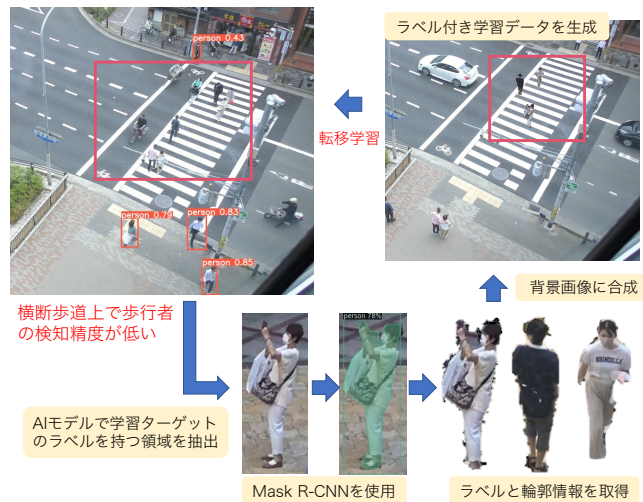 ラベル付き学習データを生成
person 0.43
転移学習
person 0.79
person 0.83
person 0.85
横断歩道上で歩行者
の検知精度が低い
背景画像に合成
person 78%
AIモデルで学習ターゲット
のラベルを持つ領域を抽出
Mask R-CNNを使用
ラベルと輪郭情報を取得